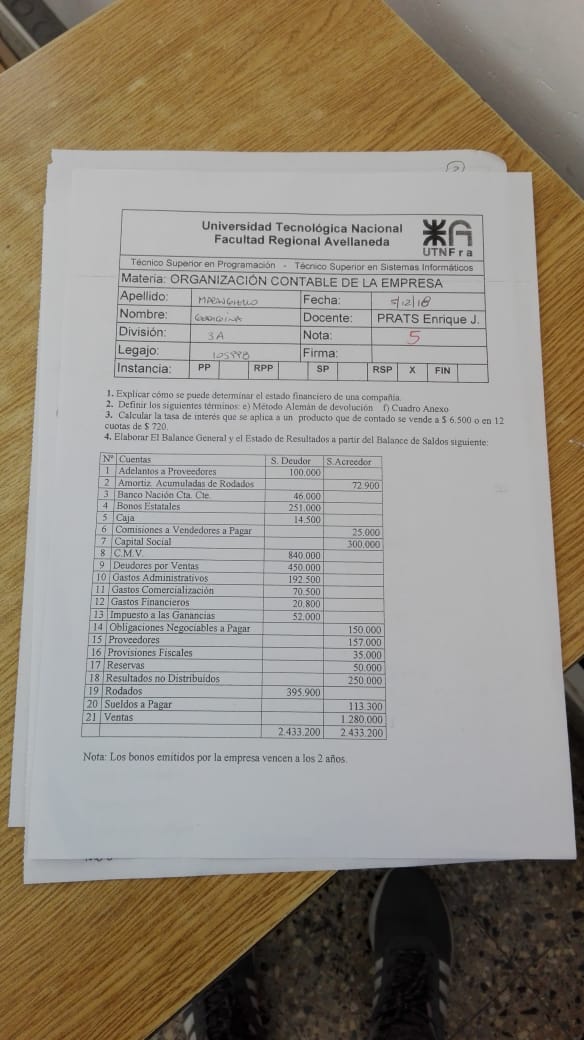 2
Universidad Tecnológica Nacional
Facultad Regional Avellaneda
UTNFra
Técnico Superior en Programación - Técnico Superior en Sistemas Informáticos
Materia: ORGANIZACIÓN CONTABLE DE LA EMPRESA
Apellido: Fecha: 5/12/18
Nombre: Docente: PRATS Enrique J.
División: 3A Nota: 5
Legajo: Firma:
Instancia: PP RPP SP RSP X FIN
1. Explicar cómo se puede determinar el estado financiero de una compañía.
2. Definir los siguientes términos: e) Método Alemán de devolución f) Cuadro Anexo
3. Calcular la tasa de interés que se aplica a un producto que de contado se vende a $ 6.500 o en 12
cuotas de $ 720.
4. Elaborar El Balance General y el Estado de Resultados a partir del Balance de Saldos siguiente:
Nº Cuentas S. Deudor S.Acreedor
1 Adelantos a Proveedores 100.000
2 Amortiz. Acumuladas de Rodados 72.900
3 Banco Nación Cta. Cte. 46.000
4 Bonos Estatales 251.000
5 Caja 14.500
6 Comisiones a Vendedores a Pagar 25.000
7 Capital Social 300.000
8 C.M.V. 840.000
9 Deudores por Ventas 450.000
10 Gastos Administrativos 192.500
11 Gastos Comercialización 70.500
12 Gastos Financieros 20.800
13 Impuesto a las Ganancias 52.000
14 Obligaciones Negociables a Pagar 150.000
15 Proveedores 157.000
16 Provisiones Fiscales 35.000
17 Reservas 50.000
18 Resultados no Distribuidos 250.000
19 Rodados 395.900
20 Sueldos a Pagar 113.300
21 Ventas 1.280.000
2.433.200 2.433.200
Nota: Los bonos emitidos por la empresa vencen a los 2 años.